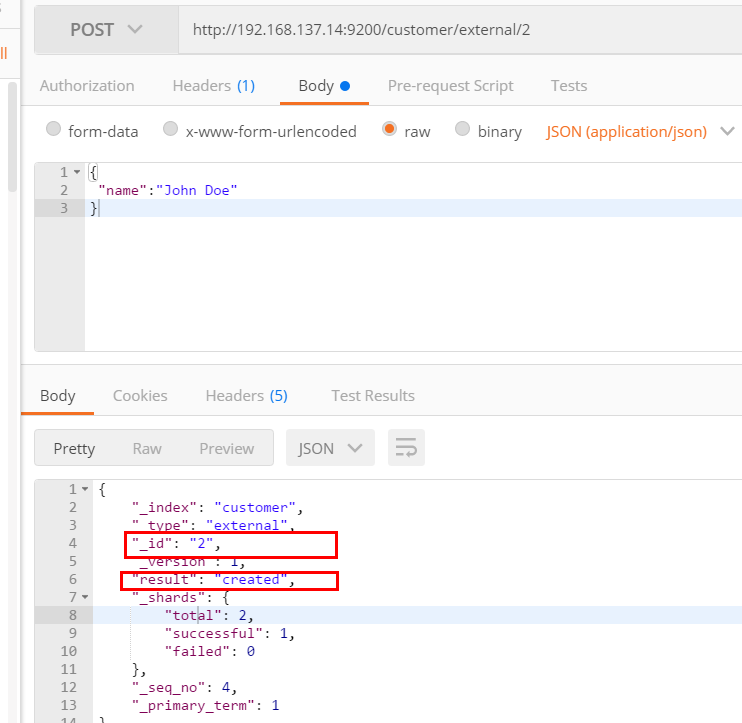 ll
POST http://192.168.137.14:9200/customer/external/2
Authorization Headers (1) Body Pre-request Script Tests
form-data x-www-form-urlencoded raw binary JSON (application/json)
1 {
2 "name":"John Doe"
3 }
Body Cookies Headers (5) Test Results
Pretty Raw Preview JSON
1 {
2 "_index": "customer",
3 "_type": "external",
4 "_id": "2",
5 "_version": 1,
6 "result": "created",
7 "_shards": {
8 "total": 2,
9 "successful": 1,
10 "failed": 0
11 },
12 "_seq_no": 4,
13 "_primary_term": 1
14 }